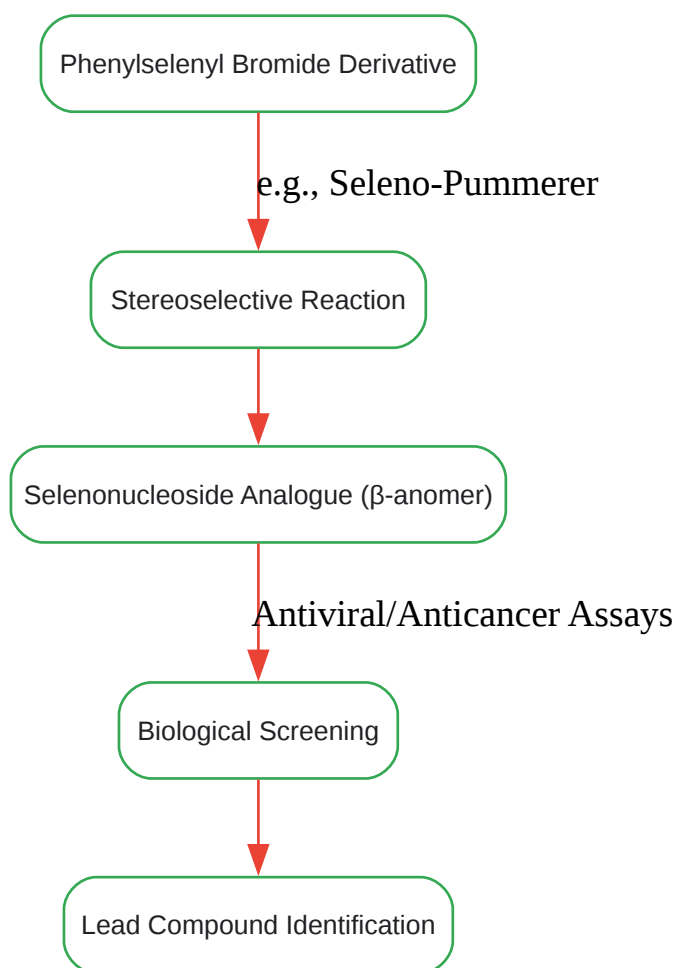 Phenylselenyl Bromide Derivative
e.g., Seleno-Pummerer
Stereoselective Reaction
Selenonucleoside Analogue (β-anomer)
Antiviral/Anticancer Assays
Biological Screening
Lead Compound Identification